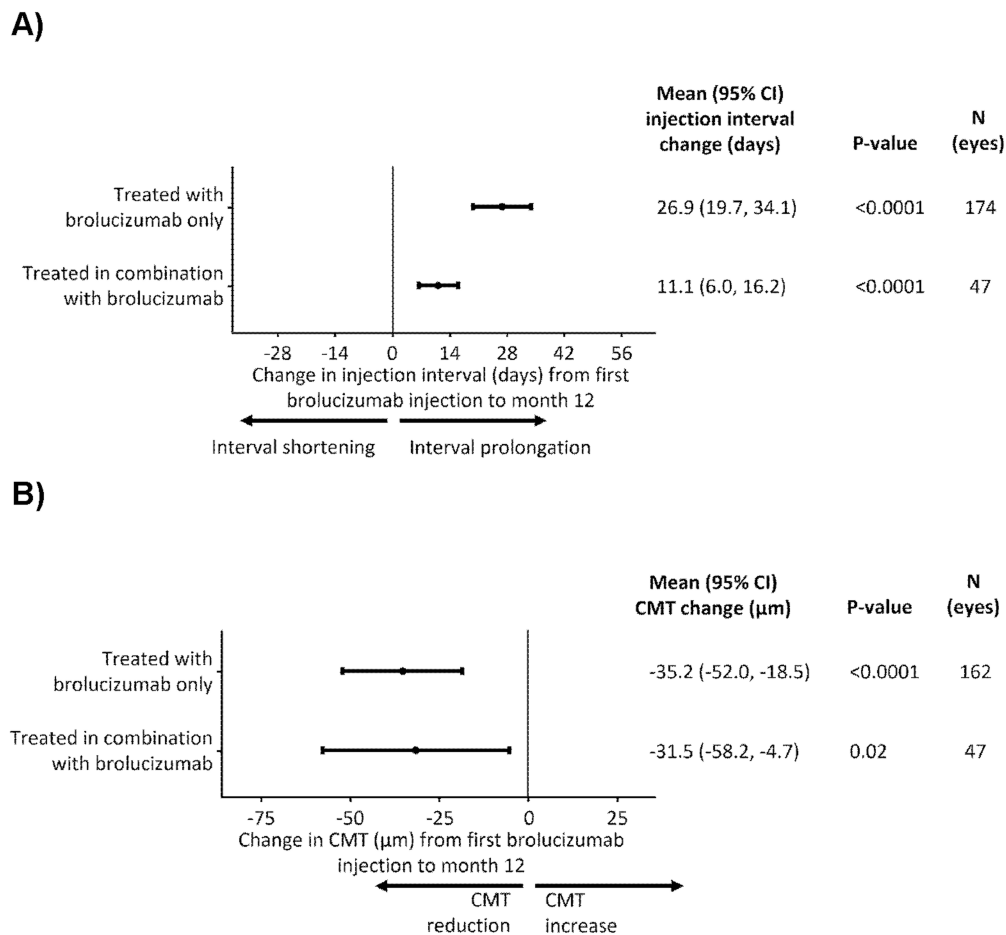 A)
Mean (95% CI)
injection interval
change (days)
P-value
N
(eyes)
Treated with
brolucizumab only
26.9 (19.7, 34.1)
<0.0001
174
Treated in combination
with brolucizumab
11.1 (6.0, 16.2)
<0.0001
47
-28 -14 0 14 28 42 56
Change in injection interval (days) from first
brolucizumab injection to month 12
Interval shortening
Interval prolongation
B)
Mean (95% CI)
CMT change (µm)
P-value
N
(eyes)
Treated with
brolucizumab only
-35.2 (-52.0, -18.5)
<0.0001
162
Treated in combination
with brolucizumab
-31.5 (-58.2, -4.7)
0.02
47
-75 -50 -25 0 25
Change in CMT (µm) from first brolucizumab
injection to month 12
CMT
reduction
CMT
increase